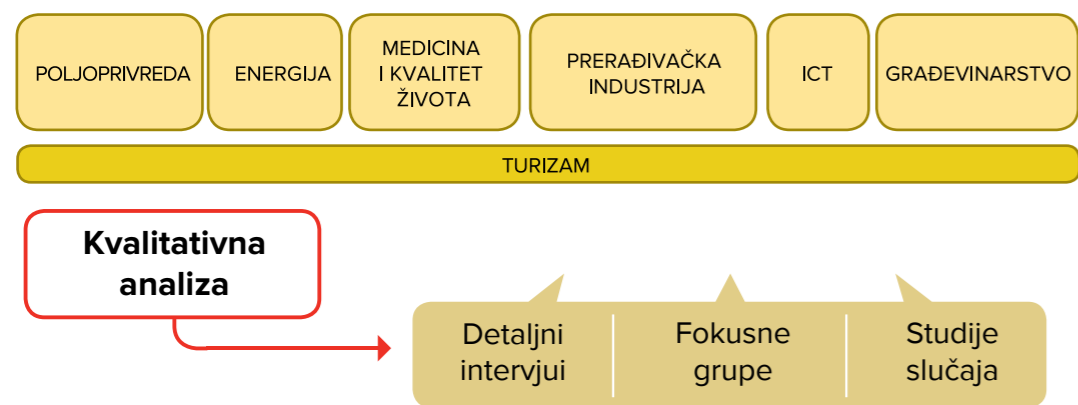 POLJOPRIVREDA
ENERGIJA
MEDICINA
I KVALITET
ŽIVOTA
PRERAĐIVAČKA
INDUSTRIJA
ICT
GRAĐEVINARSTVO
TURIZAM
Kvalitativna
analiza
Detaljni
intervjui
Fokusne
grupe
Studije
slučaja